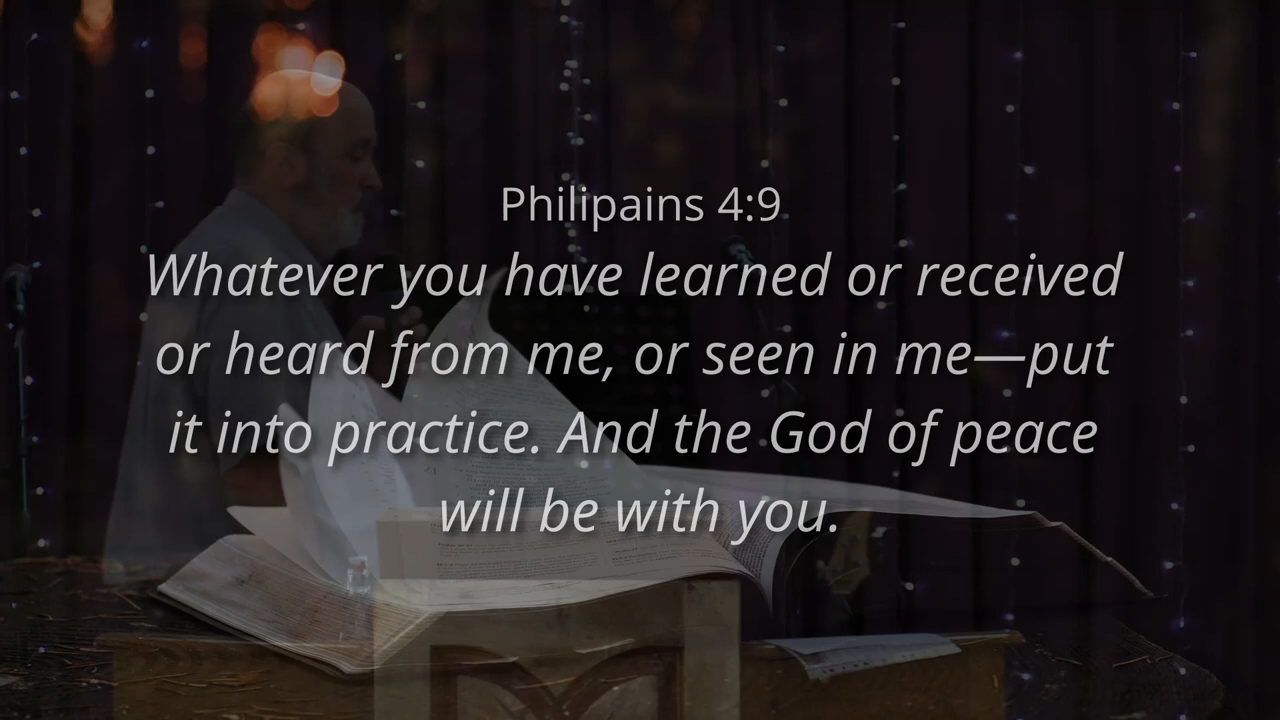 Philipains 4:9
Whatever you have learned or received
or heard from me, or seen in me—put
it into practice. And the God of peace
will be with you.